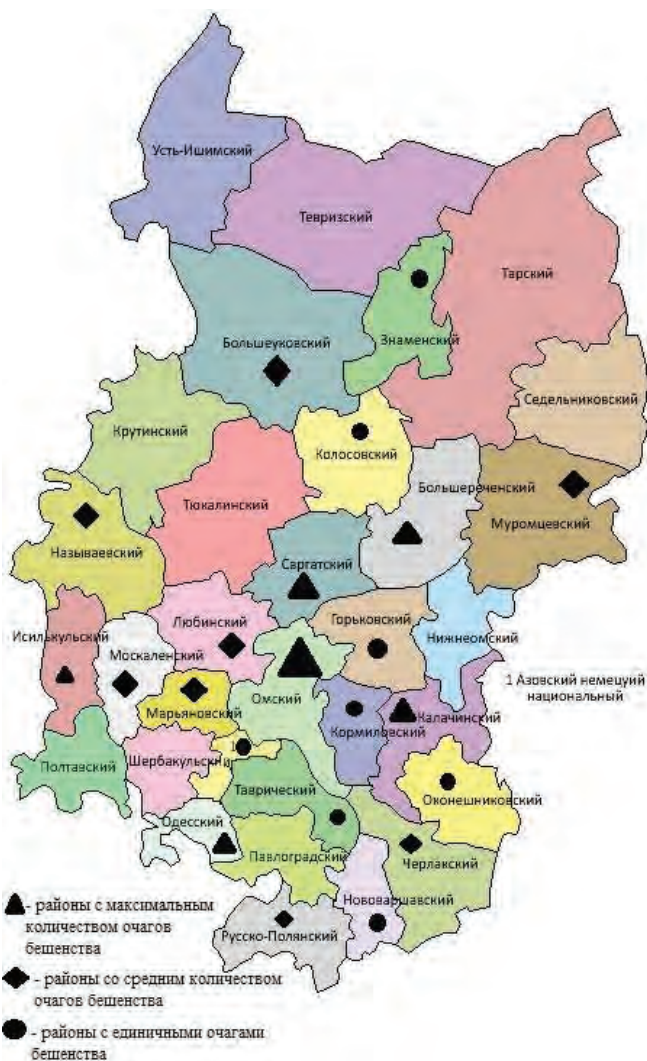 Усть-Ишимский
Тевризский
Тарский
Большеуковский
Знаменский
Седельниковский
Крутинский
Колосовский
Большереченский
Тюкалинский
Муромцевский
Называевский
Саргатский
Исилькульский
Любинский
Горьковский
Нижнеомский
Москаленский
1 Азовский немецуий
национальный
Марьяновский
Омский
Кормиловский
Калачинский
Полтавский
Шербакульский
1
Таврический
Оконешниковский
Одесский
Павлоградский
Черлакский
Нововаршавский
Русско-Полянский
- районы с максимальным
количеством очагов
бешенства
- районы со средним количеством
очагов бешенства
- районы с единичными очагами
бешенства